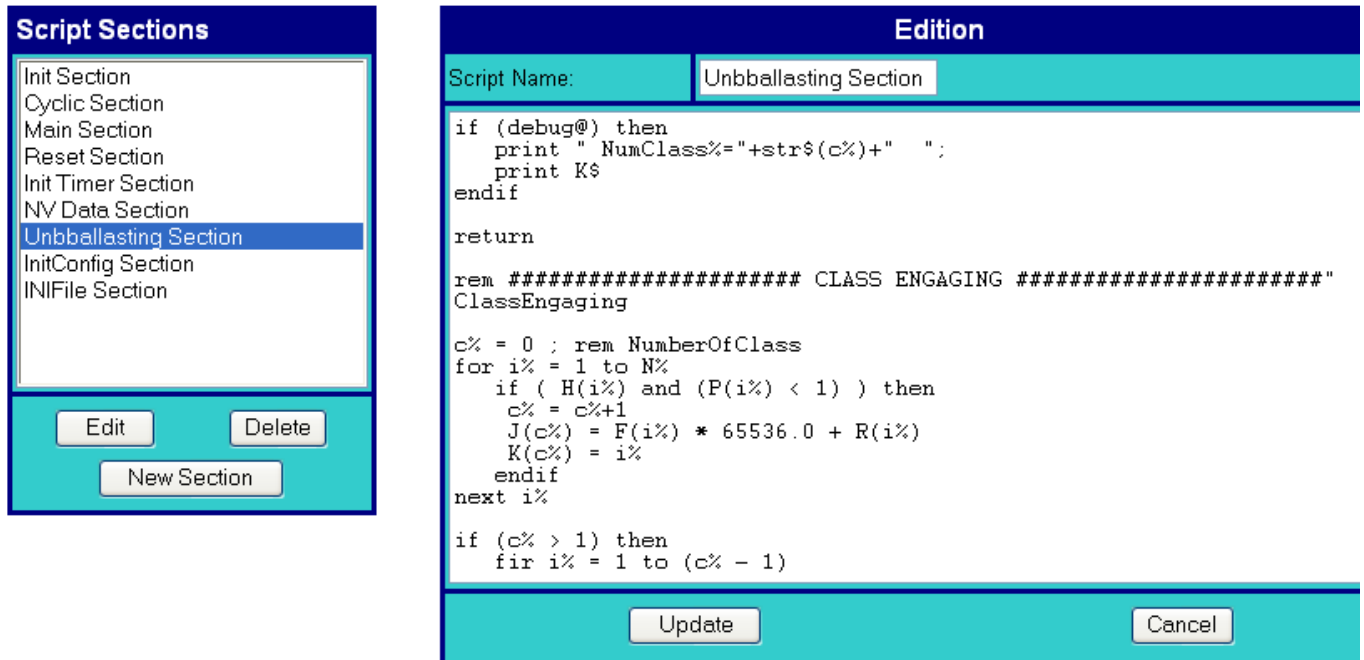 Script Sections
Init Section
Cyclic Section
Main Section
Reset Section
Init Timer Section
NV Data Section
Unbballasting Section
InitConfig Section
INIFile Section
Edit
Delete
New Section
Edition
Script Name:
Unbballasting Section
if (debug@) then
   print " NumClass%="+str$(c%)+"  ";
   print K$
endif
return
rem ###################### CLASS ENGAGING #######################"
ClassEngaging
c% = 0 ; rem NumberOfClass
for i% = 1 to N%
   if ( H(i%) and (P(i%) < 1) ) then
    c% = c%+1
    J(c%) = F(i%) * 65536.0 + R(i%)
    K(c%) = i%
   endif
next i%
if (c% > 1) then
   fir i% = 1 to (c% - 1)
Update
Cancel